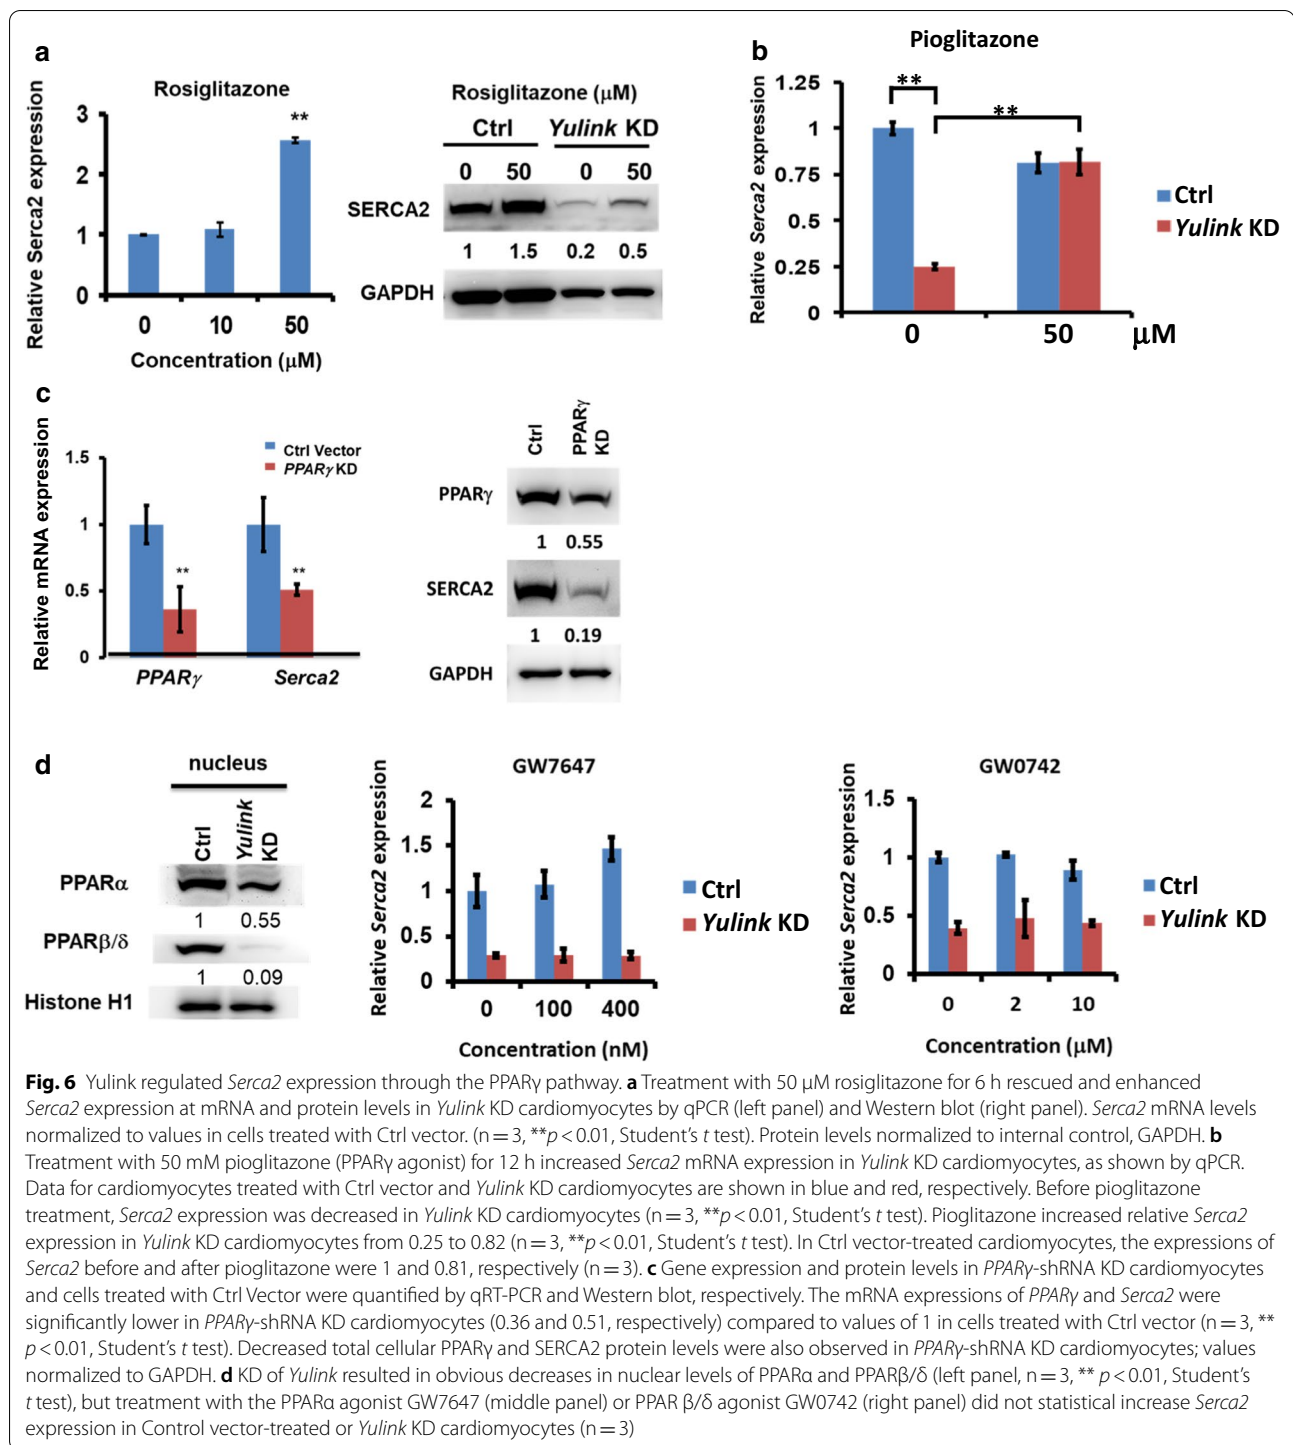 a
Rosiglitazone
Relative Serca2 expression
3
2
1
0
**
0 10 50
Concentration (µM)
Rosiglitazone (µM)
Ctrl Yulink KD
0 50 0 50
SERCA2
1 1.5 0.2 0.5
GAPDH
b
Pioglitazone
Relative Serca2 expression
1.25
1
0.75
0.5
0.25
0
**
**
0 50 µM
Ctrl
Yulink KD
c
Relative mRNA expression
1.5
1
0.5
0
Ctrl Vector
PPARγ KD
** **
PPARγ Serca2
Ctrl
PPARγ
KD
PPARγ
1 0.55
SERCA2
1 0.19
GAPDH
d
nucleus
Ctrl
Yulink
KD
PPARα
1 0.55
PPARβ/δ
1 0.09
Histone H1
GW7647
Relative Serca2 expression
2
1.5
1
0.5
0
0 100 400
Concentration (nM)
Ctrl
Yulink KD
GW0742
Relative Serca2 expression
1.5
1
0.5
0
0 2 10
Concentration (µM)
Ctrl
Yulink KD
Fig. 6 Yulink regulated Serca2 expression through the PPARγ pathway. a Treatment with 50 µM rosiglitazone for 6 h rescued and enhanced
Serca2 expression at mRNA and protein levels in Yulink KD cardiomyocytes by qPCR (left panel) and Western blot (right panel). Serca2 mRNA levels
normalized to values in cells treated with Ctrl vector. (n = 3, **p < 0.01, Student's t test). Protein levels normalized to internal control, GAPDH. b
Treatment with 50 mM pioglitazone (PPARγ agonist) for 12 h increased Serca2 mRNA expression in Yulink KD cardiomyocytes, as shown by qPCR.
Data for cardiomyocytes treated with Ctrl vector and Yulink KD cardiomyocytes are shown in blue and red, respectively. Before pioglitazone
treatment, Serca2 expression was decreased in Yulink KD cardiomyocytes (n = 3, **p < 0.01, Student's t test). Pioglitazone increased relative Serca2
expression in Yulink KD cardiomyocytes from 0.25 to 0.82 (n = 3, **p < 0.01, Student's t test). In Ctrl vector-treated cardiomyocytes, the expressions of
Serca2 before and after pioglitazone were 1 and 0.81, respectively (n = 3). c Gene expression and protein levels in PPARγ-shRNA KD cardiomyocytes
and cells treated with Ctrl Vector were quantified by qRT-PCR and Western blot, respectively. The mRNA expressions of PPARγ and Serca2 were
significantly lower in PPARγ-shRNA KD cardiomyocytes (0.36 and 0.51, respectively) compared to values of 1 in cells treated with Ctrl vector (n = 3, **
p < 0.01, Student's t test). Decreased total cellular PPARγ and SERCA2 protein levels were also observed in PPARγ-shRNA KD cardiomyocytes; values
normalized to GAPDH. d KD of Yulink resulted in obvious decreases in nuclear levels of PPARα and PPARβ/δ (left panel, n = 3, ** p < 0.01, Student's
t test), but treatment with the PPARα agonist GW7647 (middle panel) or PPAR β/δ agonist GW0742 (right panel) did not statistical increase Serca2
expression in Control vector-treated or Yulink KD cardiomyocytes (n = 3)